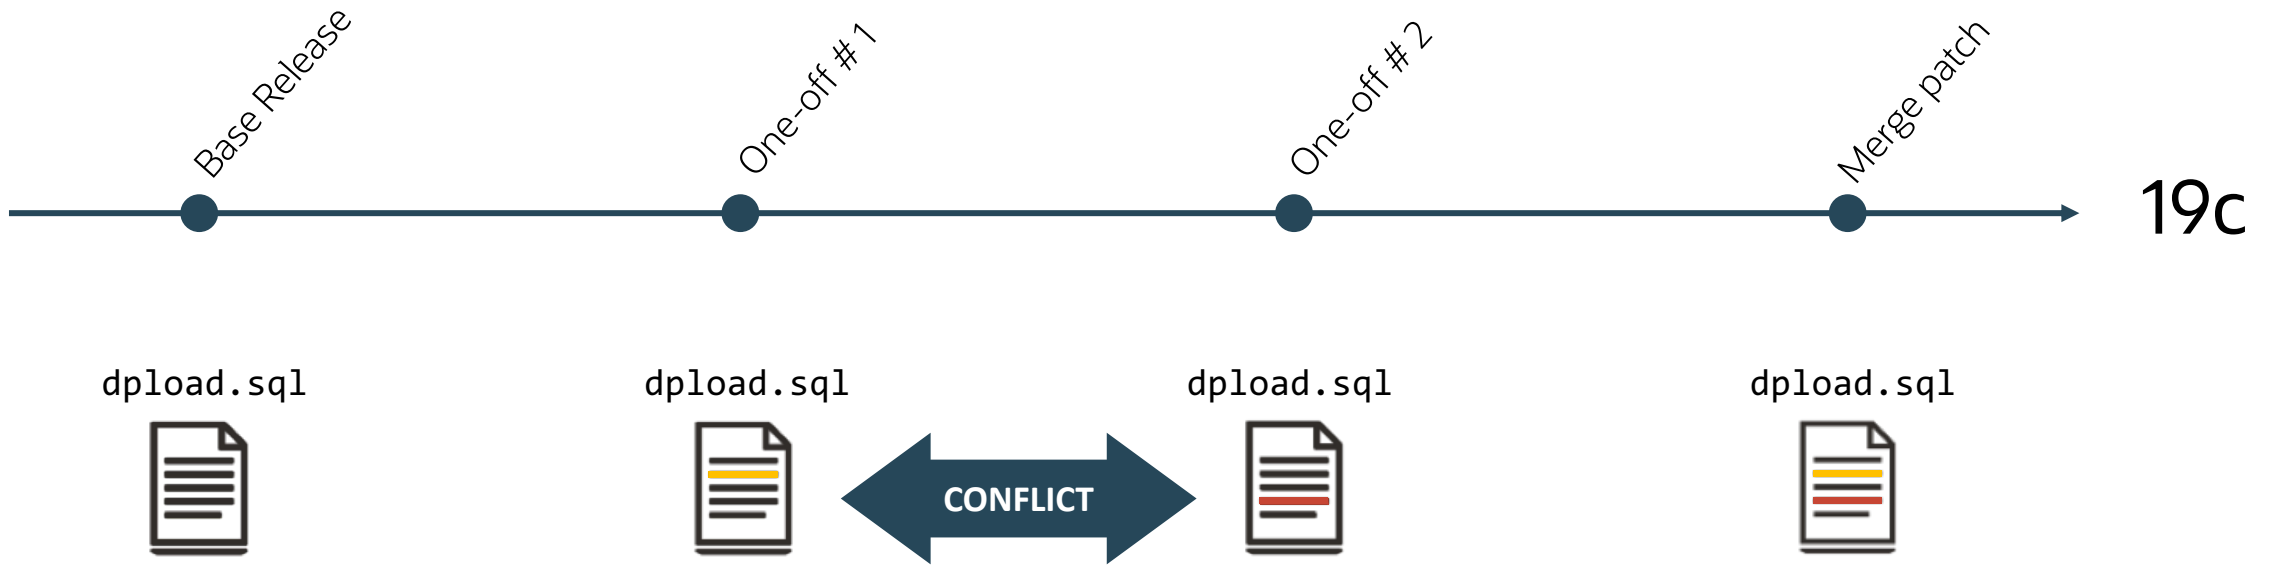 Base Release
One-off # 1
One-off # 2
Merge patch
19c
dpload.sql
dpload.sql
dpload.sql
dpload.sql
CONFLICT